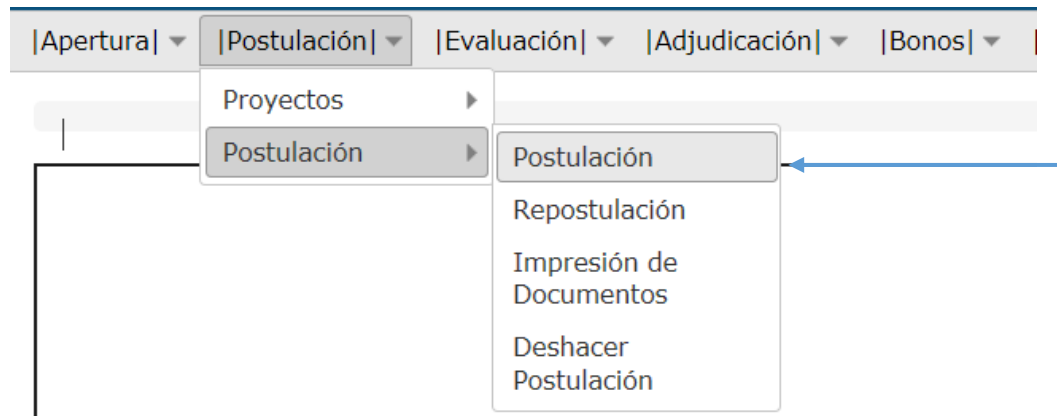 |Apertura| |Postulación| |Evaluación| |Adjudicación| |Bonos| |
Proyectos
Postulación
Postulación
Repostulación
Impresión de
Documentos
Deshacer
Postulación